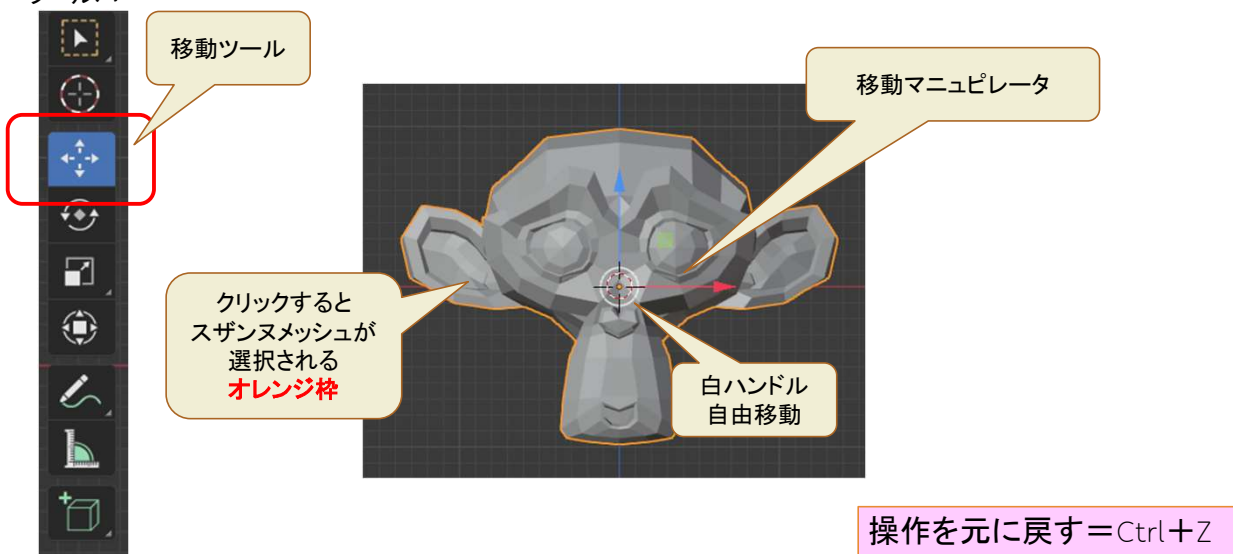 移動ツール
移動マニュピレータ
クリックすると
スザンヌメッシュが
選択される
オレンジ枠
白ハンドル
自由移動
操作を元に戻す＝Ctrl＋Z